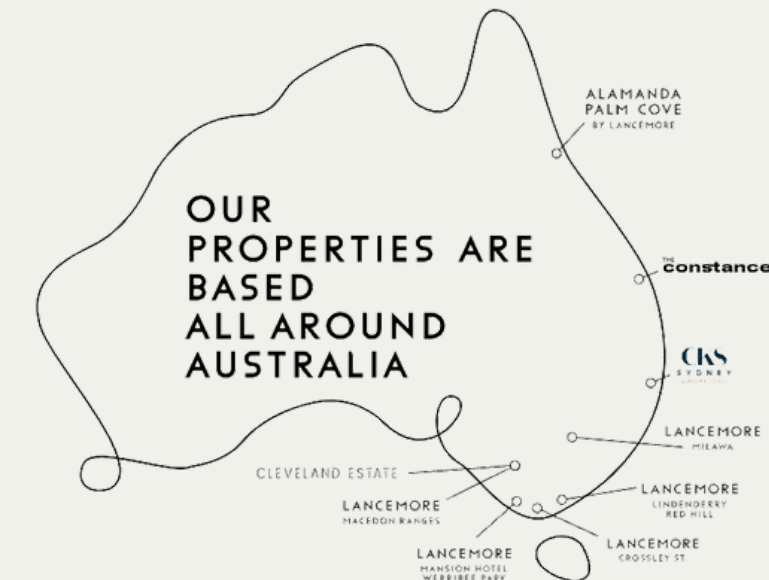 ALAMANDA
PALM COVE
BY LANCEMORE
OUR
PROPERTIES ARE
BASED
ALL AROUND
AUSTRALIA
THE
constance
CKS
SYDNEY
LANCEMORE
MILAWA
CLEVELAND ESTATE
LANCEMORE
MACEDON RANGES
LANCEMORE
LINDENDERRY
RED HILL
LANCEMORE
CROSSLEY ST.
LANCEMORE
MANSION HOTEL
WERRIBEE PARK